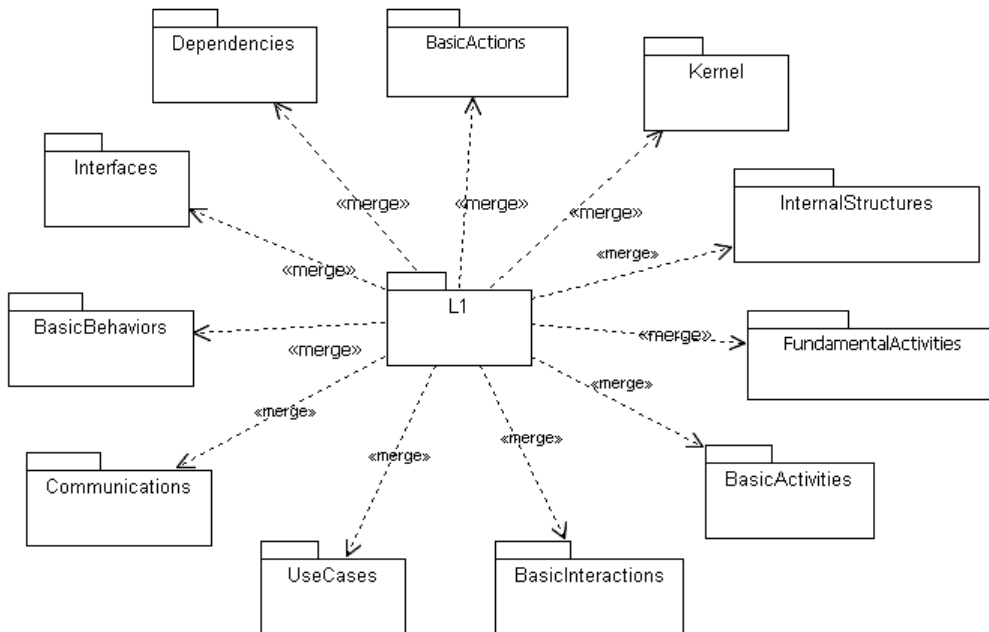 Dependencies
BasicActions
Kernel
Interfaces
InternalStructures
«merge»
«merge»
«merge»
«merge»
«merge»
L1
BasicBehaviors
«merge»
«merge»
FundamentalActivities
«merge»
«merge»
«merge»
«merge»
Communications
BasicActivities
UseCases
BasicInteractions